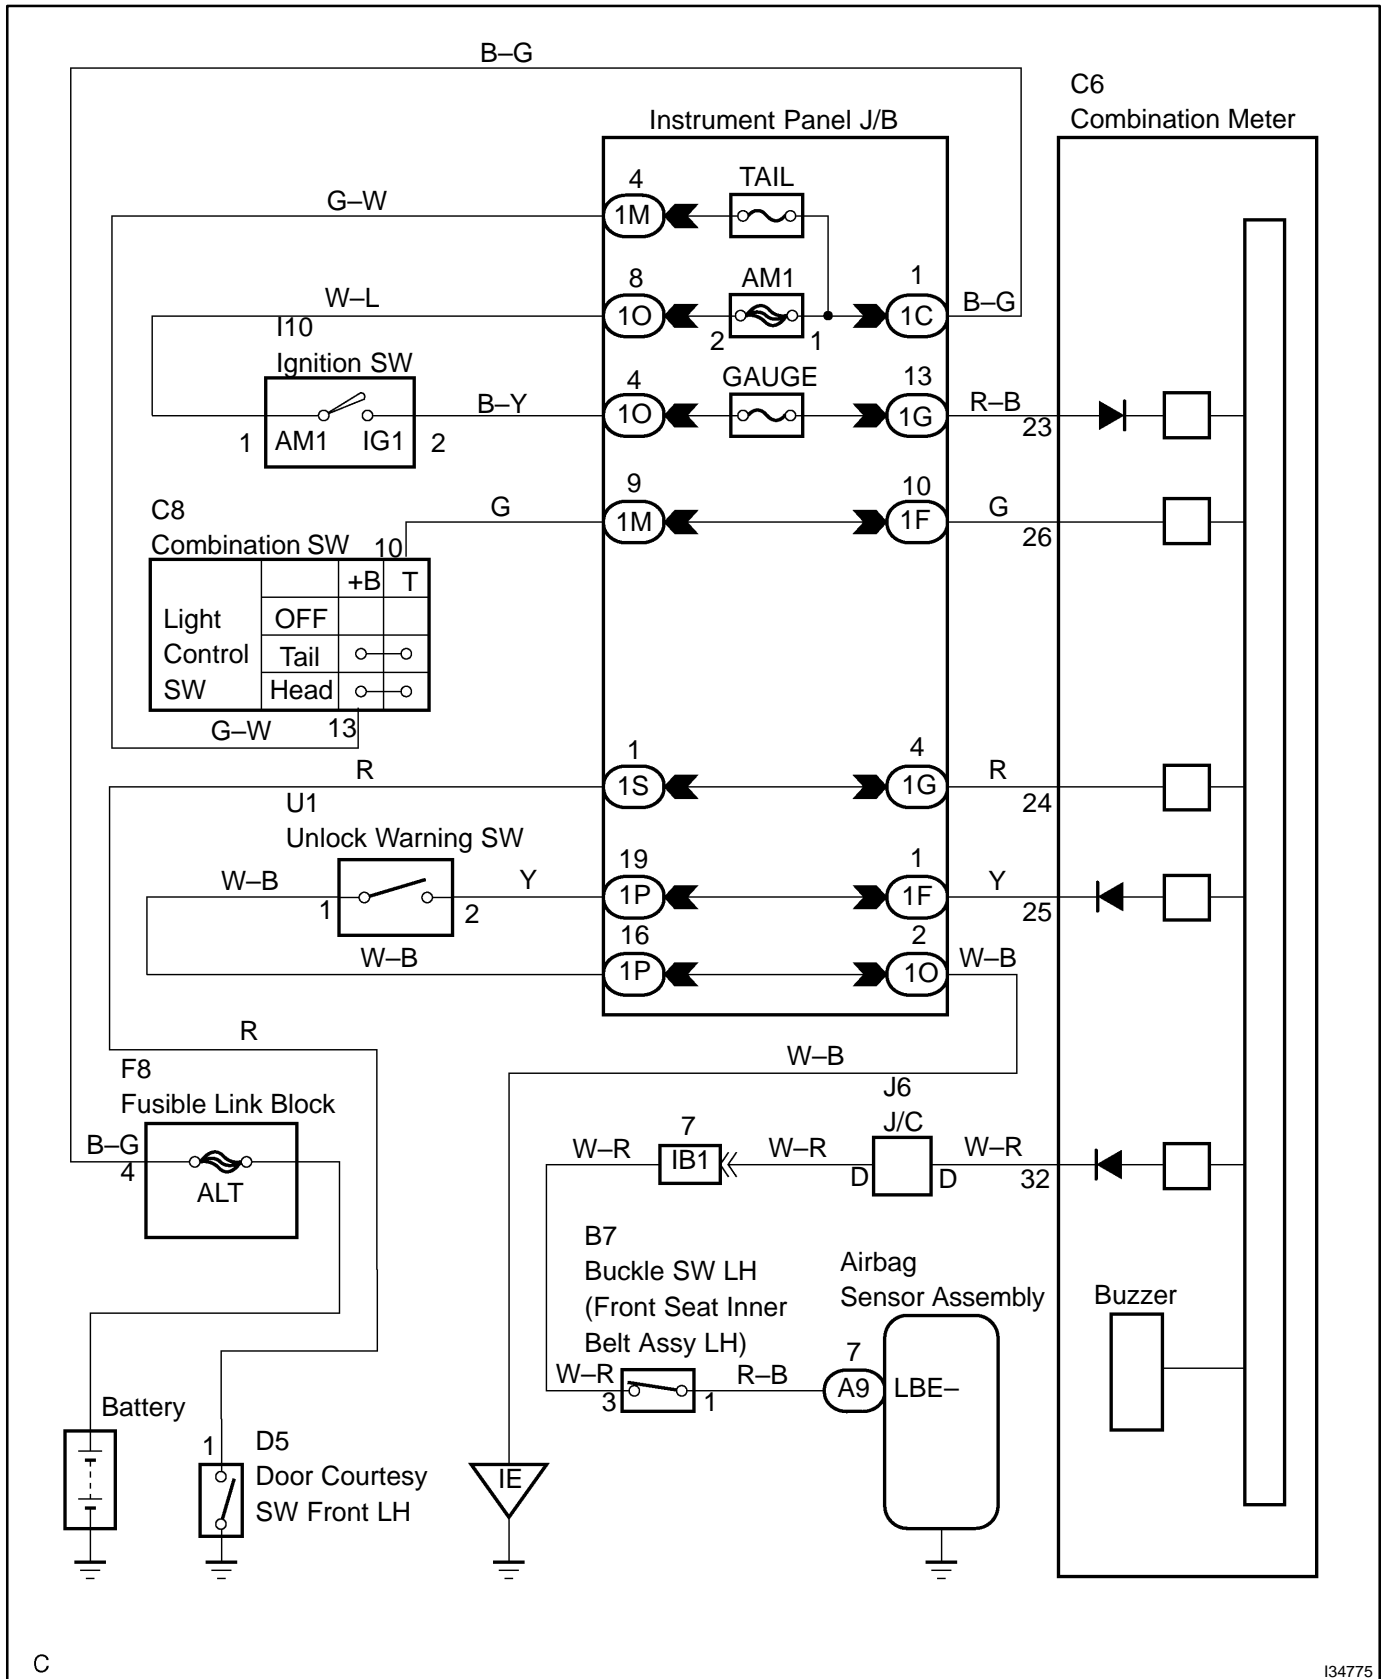 B–G
C6
Combination Meter
Instrument Panel J/B
4
TAIL
G–W
1M
8
AM1
1
W–L
1O
1C
B–G
2
1
I10
Ignition SW
4
GAUGE
13
B–Y
1O
1G
R–B
23
1
AM1
IG1
2
9
10
C8
G
1M
1F
G
26
Combination SW
10
+B
T
Light
Control
SW
OFF
Tail
Head
G–W
13
1
4
R
1S
1G
R
24
U1
Unlock Warning SW
19
1
W–B
Y
1P
1F
Y
1
2
25
16
2
W–B
1P
1O
W–B
R
W–B
F8
Fusible Link Block
J6
J/C
7
B–G
4
ALT
W–R
IB1
W–R
D
D
W–R
32
B7
Buckle SW LH
(Front Seat Inner
Belt Assy LH)
Airbag
Sensor Assembly
Buzzer
W–R
3
1
R–B
7
A9
LBE–
Battery
1
D5
Door Courtesy
SW Front LH
IE
C
I34775